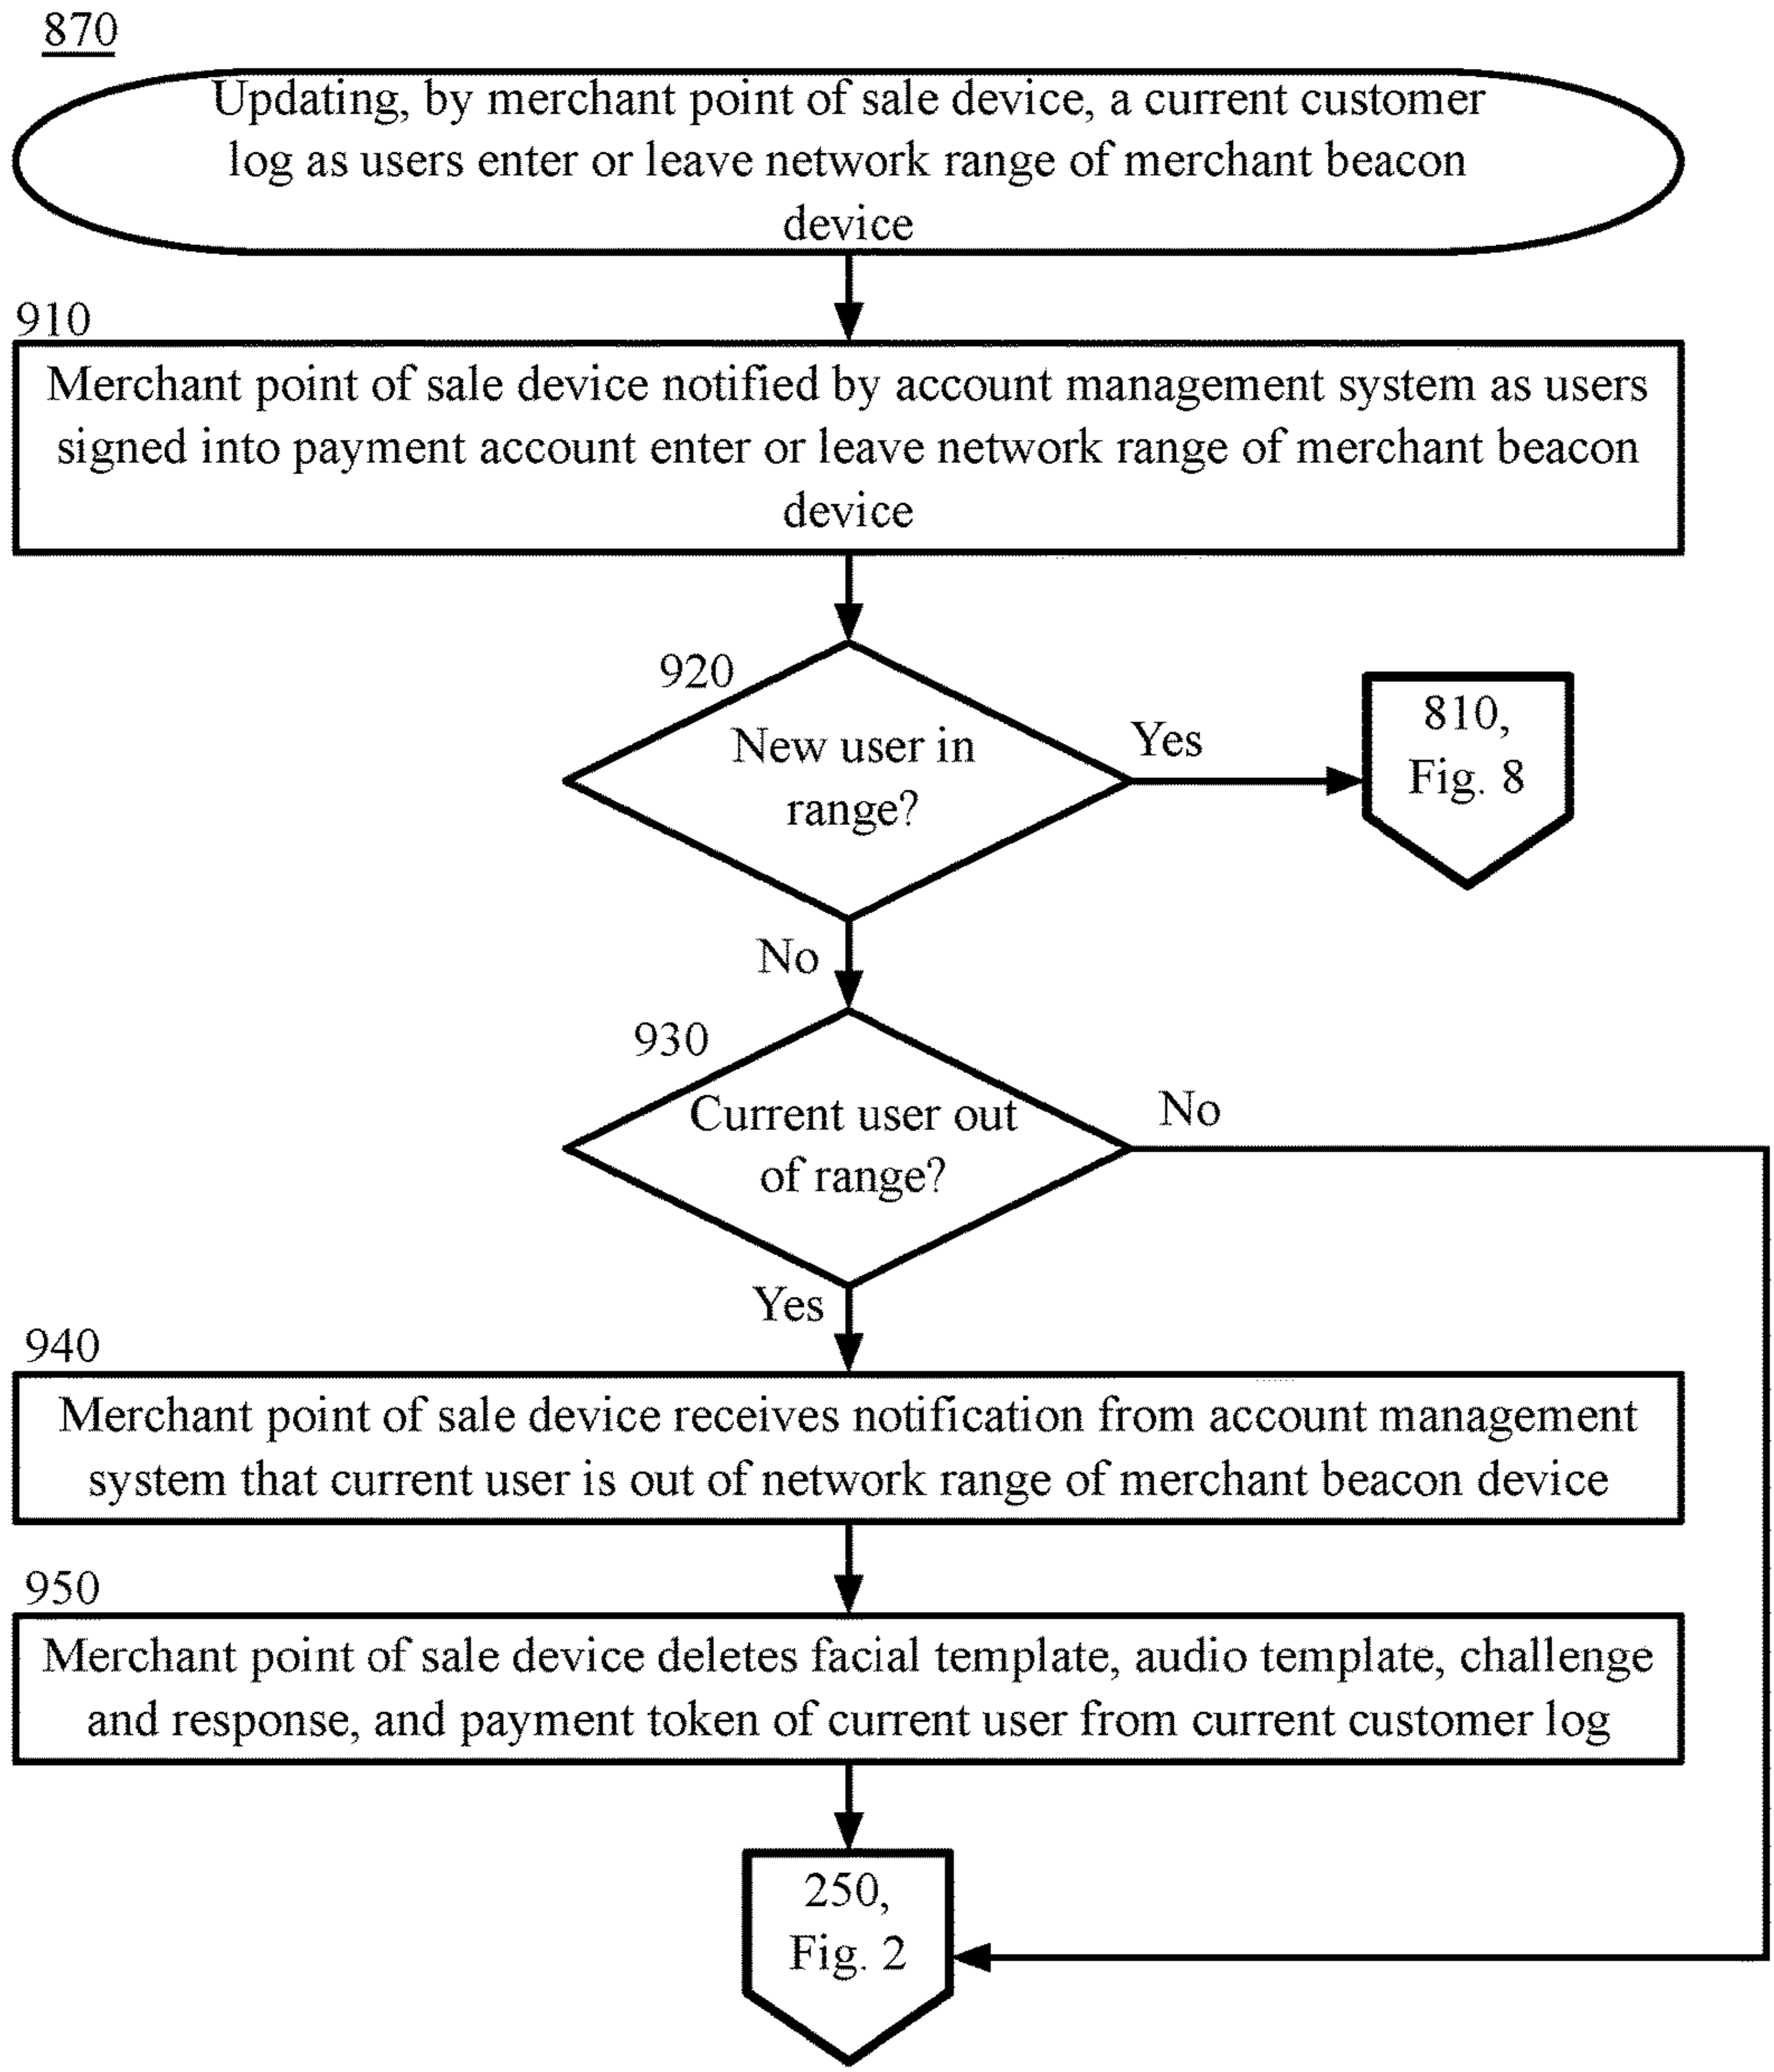 870
Updating, by merchant point of sale device, a current customer
log as users enter or leave network range of merchant beacon
device
910
Merchant point of sale device notified by account management system as users
signed into payment account enter or leave network range of merchant beacon
device
920
New user in
range?
Yes
810,
Fig. 8
No
930
Current user out
of range?
No
Yes
940
Merchant point of sale device receives notification from account management
system that current user is out of network range of merchant beacon device
950
Merchant point of sale device deletes facial template, audio template, challenge
and response, and payment token of current user from current customer log
250,
Fig. 2